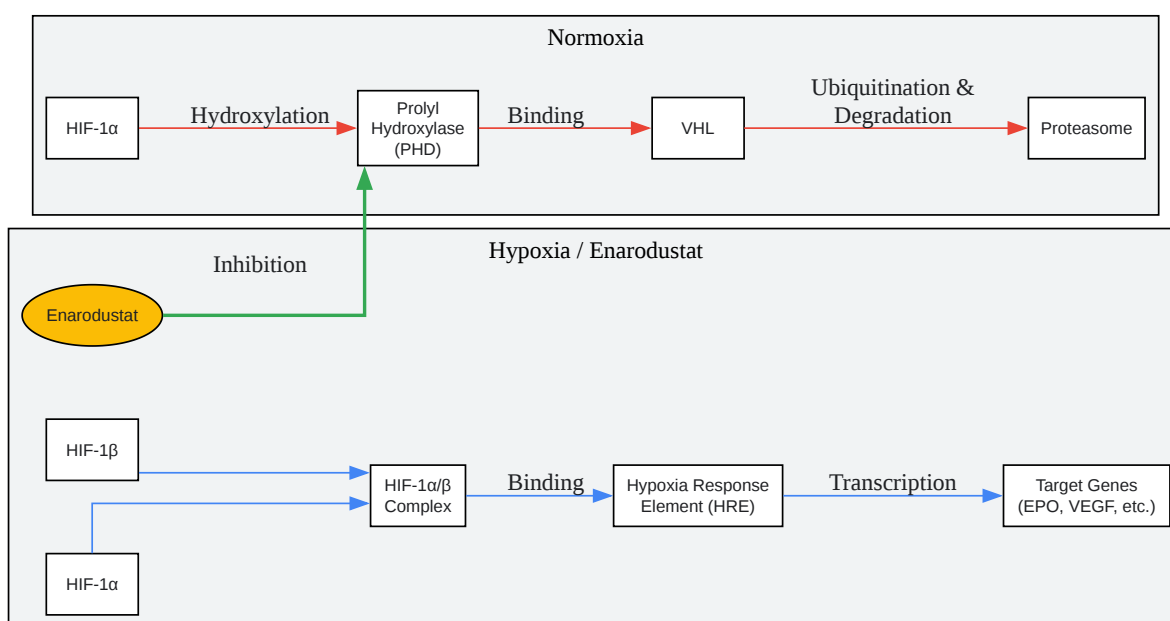 Normoxia
HIF-1α
Hydroxylation
Prolyl
Hydroxylase
(PHD)
Binding
VHL
Ubiquitination &
Degradation
Proteasome
Hypoxia / Enarodustat
Inhibition
Enarodustat
HIF-1β
HIF-1α
HIF-1α/β
Complex
Binding
Hypoxia Response
Element (HRE)
Transcription
Target Genes
(EPO, VEGF, etc.)